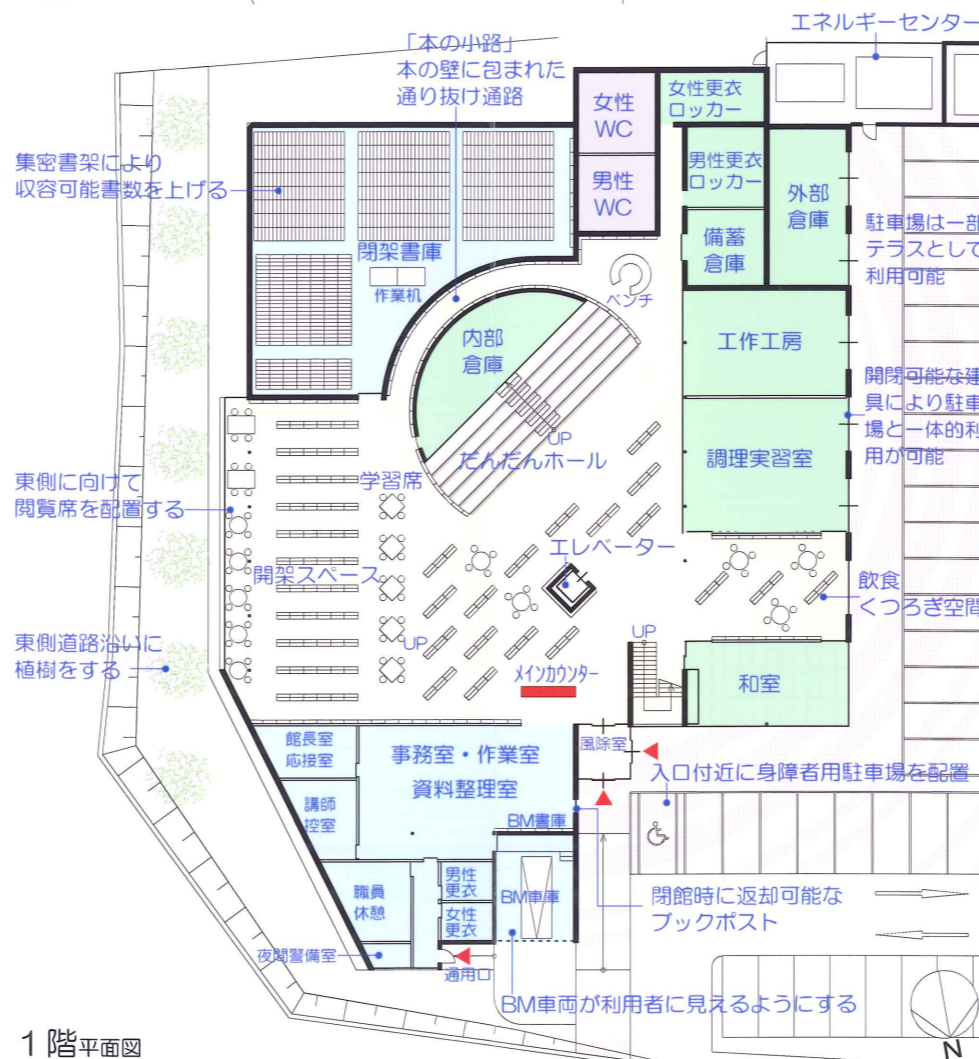 エネルギーセンター
「本の小路」
本の壁に包まれた
通り抜け通路
女性
WC
女性更衣
ロッカー
集密書架により
収容可能書数を上げる
男性
WC
男性更衣
ロッカー
外部
倉庫
駐車場は一部
テラスとして
利用可能
閉架書庫
作業机
備蓄
倉庫
ベンチ
内部
倉庫
工作工房
開閉可能な建
具により駐車
場と一体的利
用が可能
UP
だんだんホール
調理実習室
学習席
東側に向けて
閲覧席を配置する
エレベーター
開架スペース
飲食
くつろぎ空間
UP
UP
東側道路沿いに
植樹をする
メインカウンター
和室
館長室
応接室
事務室・作業室
資料整理室
風除室
入口付近に身障者用駐車場を配置
講師
控室
BM書庫
職員
休憩
男性
更衣
女性
更衣
BM車庫
閉館時に返却可能な
ブックポスト
夜間警備室
通用口
BM車両が利用者に見えるようにする
1階平面図
N